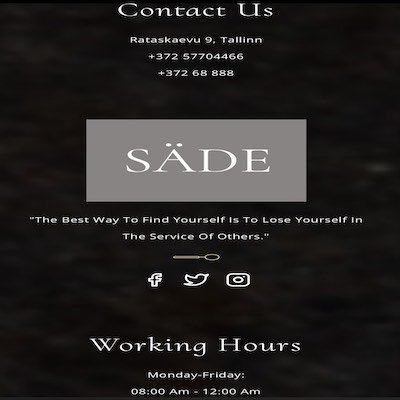 Contact Us
Rataskaevu 9, Tallinn
+372 57704466
+372 68 888
SÄDE
"The Best Way To Find Yourself Is To Lose Yourself In
The Service Of Others."
Working Hours
Monday-Friday:
08:00 Am - 12:00 Am